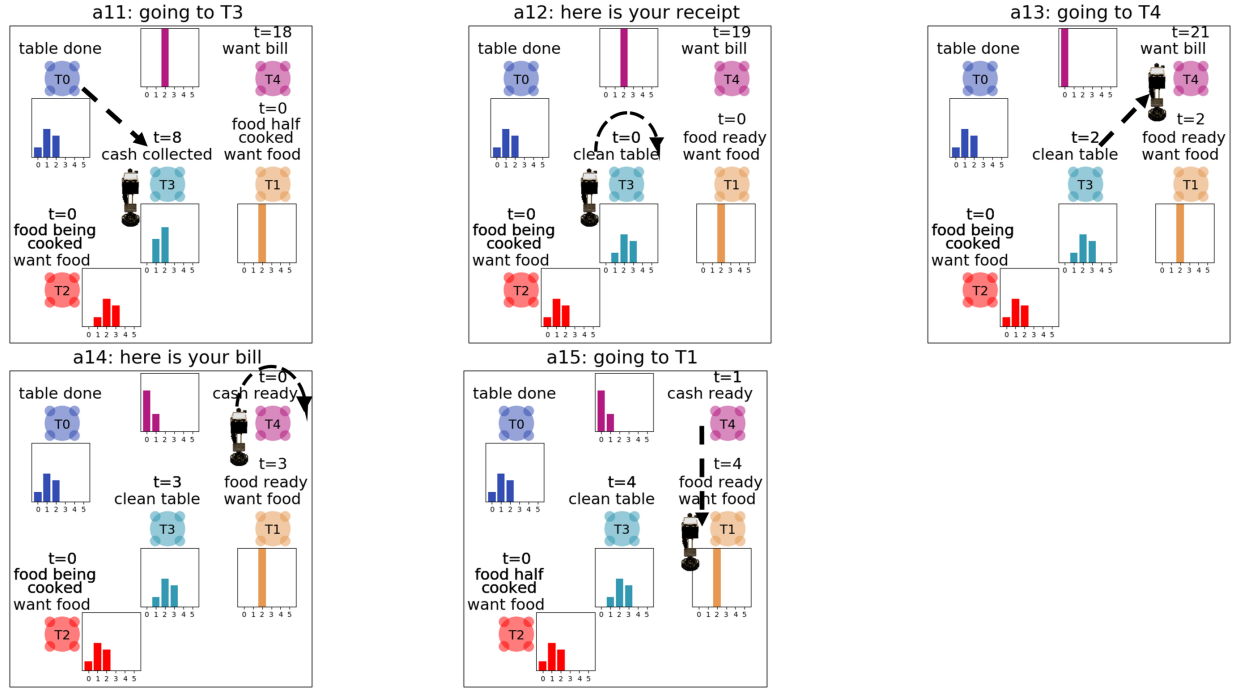 a11: going to T3
t=18
table done
want bill
T0
T4
0 1 2 3 4 5
t=0
food half
cooked
t=8
cash collected
want food
0 1 2 3 4 5
T3
T1
t=0
food being
cooked
want food
0 1 2 3 4 5
0 1 2 3 4 5
T2
0 1 2 3 4 5
a12: here is your receipt
t=19
table done
want bill
T0
T4
0 1 2 3 4 5
t=0
t=0
food ready
clean table
want food
0 1 2 3 4 5
T3
T1
t=0
food being
cooked
want food
0 1 2 3 4 5
0 1 2 3 4 5
T2
0 1 2 3 4 5
a13: going to T4
t=21
table done
want bill
T0
T4
0 1 2 3 4 5
t=2
t=2
food ready
clean table
want food
0 1 2 3 4 5
T3
T1
t=0
food being
cooked
want food
0 1 2 3 4 5
0 1 2 3 4 5
T2
0 1 2 3 4 5
a14: here is your bill
t=0
table done
cash ready
T0
T4
0 1 2 3 4 5
t=3
t=3
food ready
clean table
want food
0 1 2 3 4 5
T3
T1
t=0
food being
cooked
want food
0 1 2 3 4 5
0 1 2 3 4 5
T2
0 1 2 3 4 5
a15: going to T1
t=1
table done
cash ready
T0
T4
0 1 2 3 4 5
t=4
t=4
food ready
clean table
want food
0 1 2 3 4 5
T3
T1
t=0
food half
cooked
want food
0 1 2 3 4 5
0 1 2 3 4 5
T2
0 1 2 3 4 5